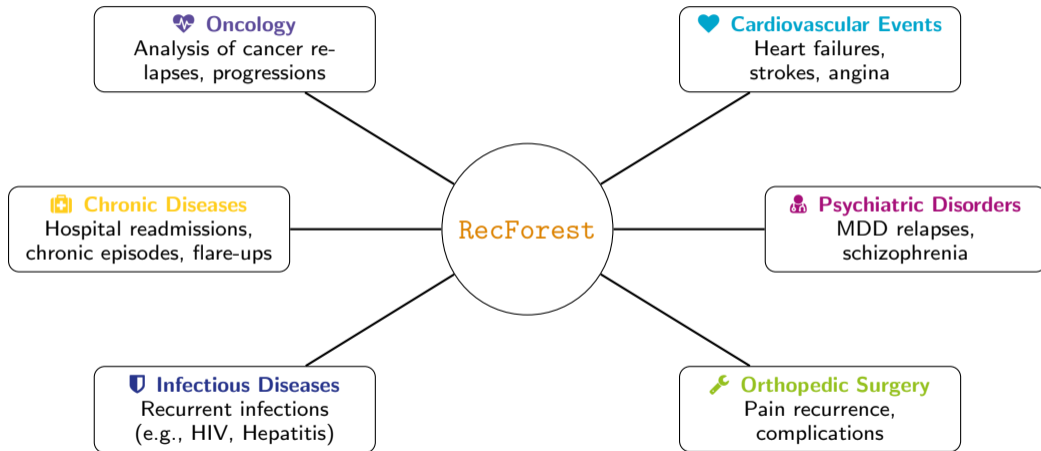 Oncology
Analysis of cancer re-
lapses, progressions
Cardiovascular Events
Heart failures,
strokes, angina
Chronic Diseases
Hospital readmissions,
chronic episodes, flare-ups
RecForest
Psychiatric Disorders
MDD relapses,
schizophrenia
Infectious Diseases
Recurrent infections
(e.g., HIV, Hepatitis)
Orthopedic Surgery
Pain recurrence,
complications